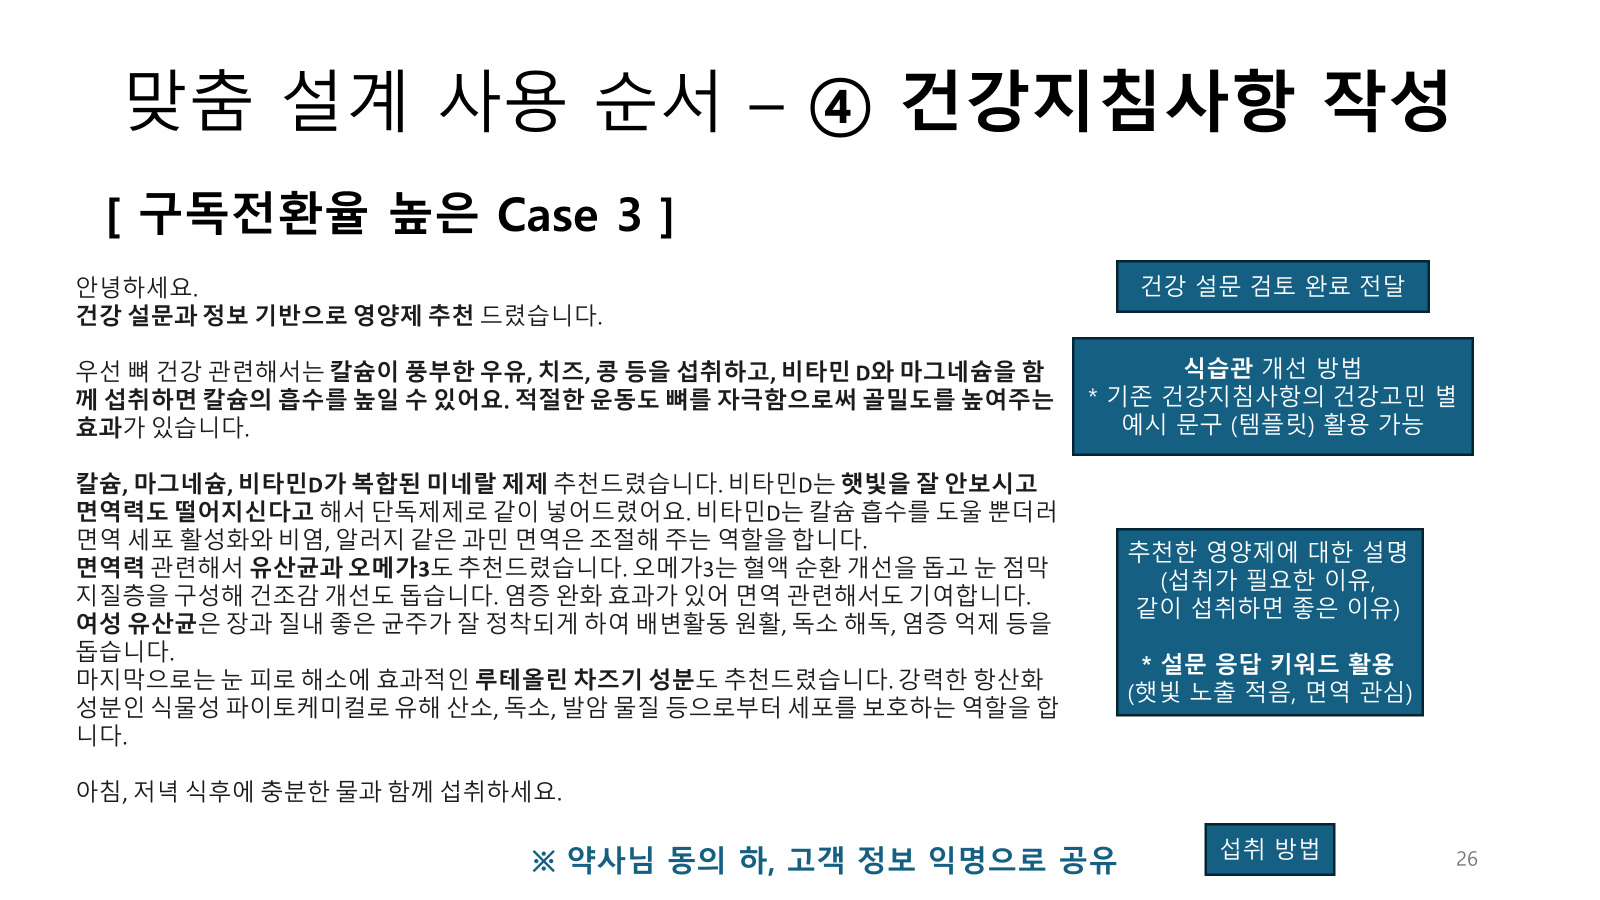 맞춤 설계 사용 순서 – ④ 건강지침사항 작성
[ 구독전환율 높은 Case 3 ]
안녕하세요.
건강 설문과 정보 기반으로 영양제 추천 드렸습니다.
우선 뼈 건강 관련해서는 칼슘이 풍부한 우유, 치즈, 콩 등을 섭취하고, 비타민 D와 마그네슘을 함
께 섭취하면 칼슘의 흡수를 높일 수 있어요. 적절한 운동도 뼈를 자극함으로써 골밀도를 높여주는
효과가 있습니다.
칼슘, 마그네슘, 비타민D가 복합된 미네랄 제제 추천드렸습니다. 비타민D는 햇빛을 잘 안보시고
면역력도 떨어지신다고 해서 단독제제로 같이 넣어드렸어요. 비타민D는 칼슘 흡수를 도울 뿐더러
면역 세포 활성화와 비염, 알러지 같은 과민 면역은 조절해 주는 역할을 합니다.
면역력 관련해서 유산균과 오메가3도 추천드렸습니다. 오메가3는 혈액 순환 개선을 돕고 눈 점막
지질층을 구성해 건조감 개선도 돕습니다. 염증 완화 효과가 있어 면역 관련해서도 기여합니다.
여성 유산균은 장과 질내 좋은 균주가 잘 정착되게 하여 배변활동 원활, 독소 해독, 염증 억제 등을
돕습니다.
마지막으로는 눈 피로 해소에 효과적인 루테올린 차즈기 성분도 추천드렸습니다. 강력한 항산화
성분인 식물성 파이토케미컬로 유해 산소, 독소, 발암 물질 등으로부터 세포를 보호하는 역할을 합
니다.
아침, 저녁 식후에 충분한 물과 함께 섭취하세요.
건강 설문 검토 완료 전달
식습관 개선 방법
* 기존 건강지침사항의 건강고민 별
예시 문구 (템플릿) 활용 가능
추천한 영양제에 대한 설명
(섭취가 필요한 이유,
같이 섭취하면 좋은 이유)
* 설문 응답 키워드 활용
(햇빛 노출 적음, 면역 관심)
섭취 방법
※ 약사님 동의 하, 고객 정보 익명으로 공유
26